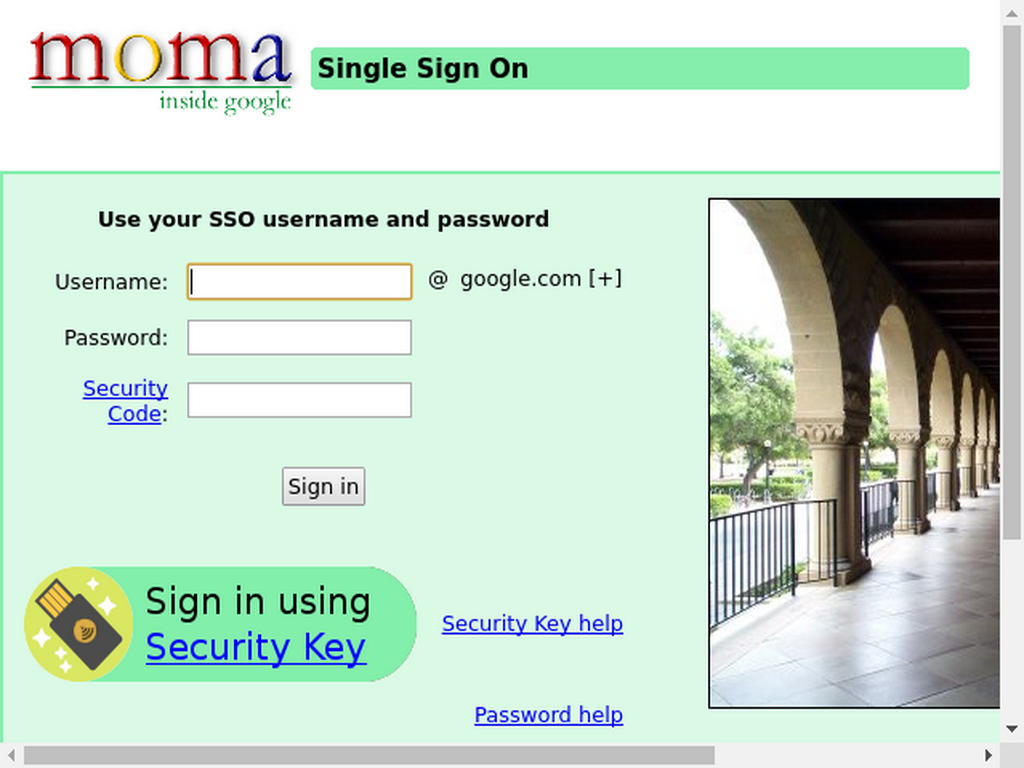 moma
inside google
Single Sign On
Use your SSO username and password
Username:
@ google.com [+]
Password:
Security
Code:
Sign in
Sign in using
Security Key
Security Key help
Password help